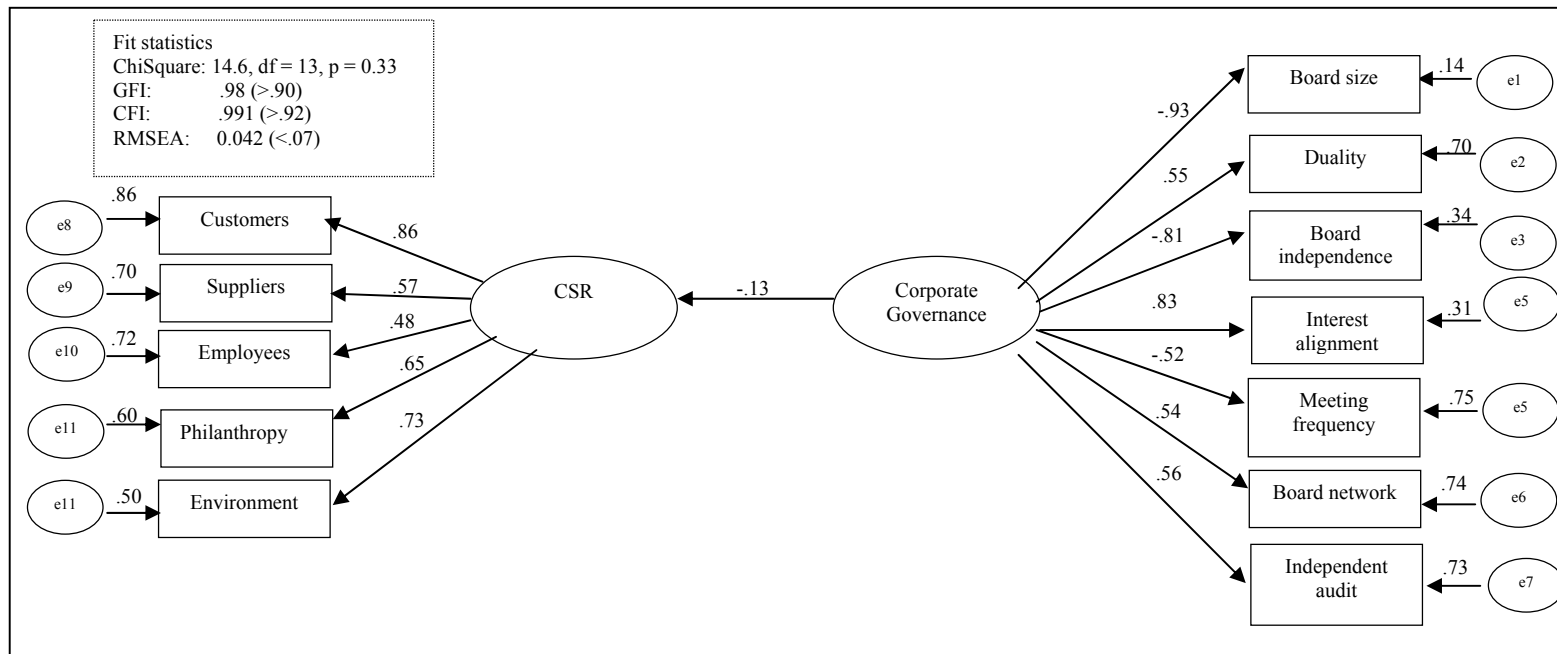 Fit statistics
ChiSquare: 14.6, df = 13, p = 0.33
GFI: .98 (>.90)
CFI: .991 (>.92)
RMSEA: 0.042 (<.07)
e8
.86
Customers
.86
e9
.70
Suppliers
.57
e10
.72
Employees
.48
e11
.60
Philanthropy
.65
e11
.50
Environment
.73
CSR
-.13
Corporate
Governance
-.93
Board size
.14
e1
.55
Duality
.70
e2
-.81
Board
independence
.34
e3
.83
Interest
alignment
.31
e5
-.52
Meeting
frequency
.75
e5
.54
Board network
.74
e6
.56
Independent
audit
.73
e7